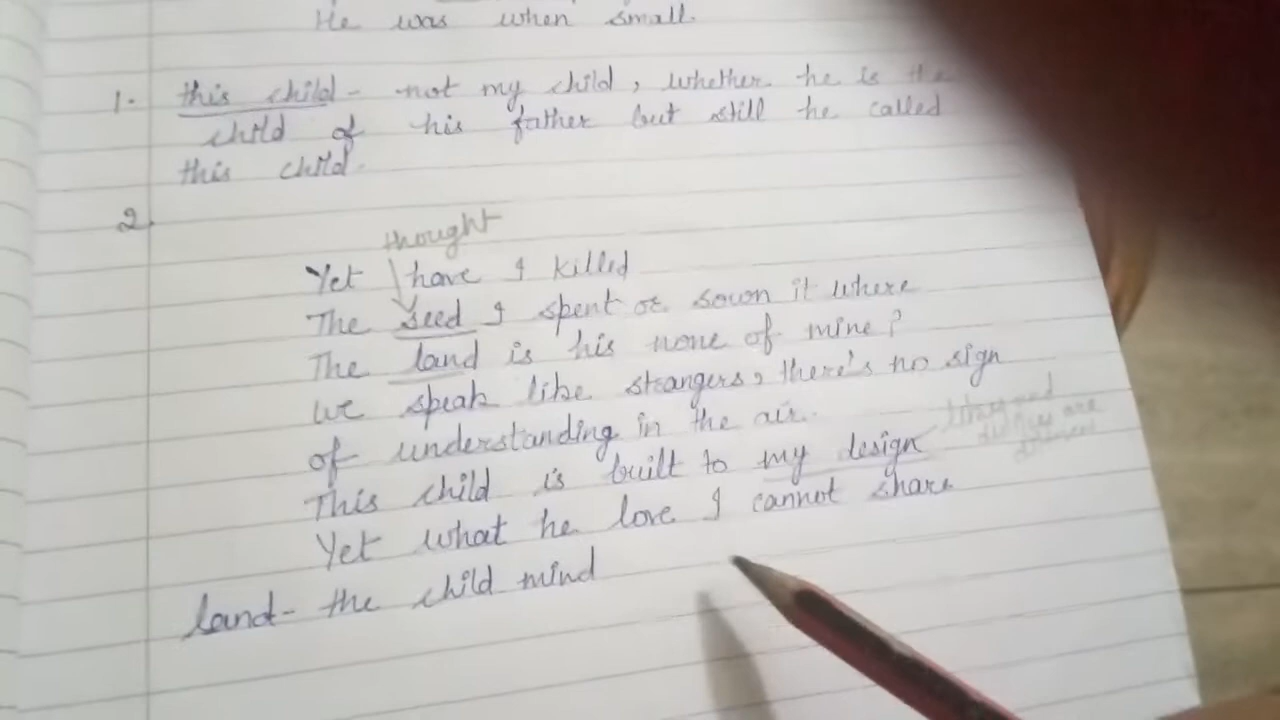 He was when small.
1. this child - not my child, whether he is the
child of his father but still he called
this child.
2.
thought
Yet have I killed
The seed I spent or sown it where
The land is his none of mine?
We speak like strangers, there's no sign
of understanding in the air.
This child is built to my design
Yet what he love I cannot share
land - the child mind